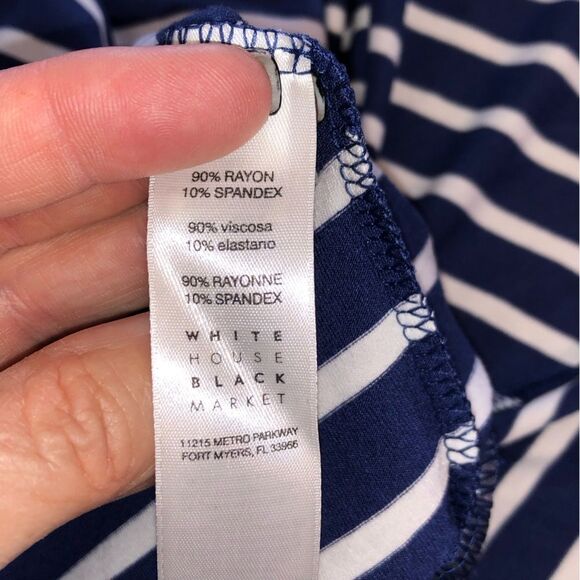 90% RAYON
10% SPANDEX
90% viscosa
10% elastano
90% RAYONNE
10% SPANDEX
WHITE
HOUSE
BLACK
MARKET
11215 METRO PARKWAY
FORT MYERS, FL 33966